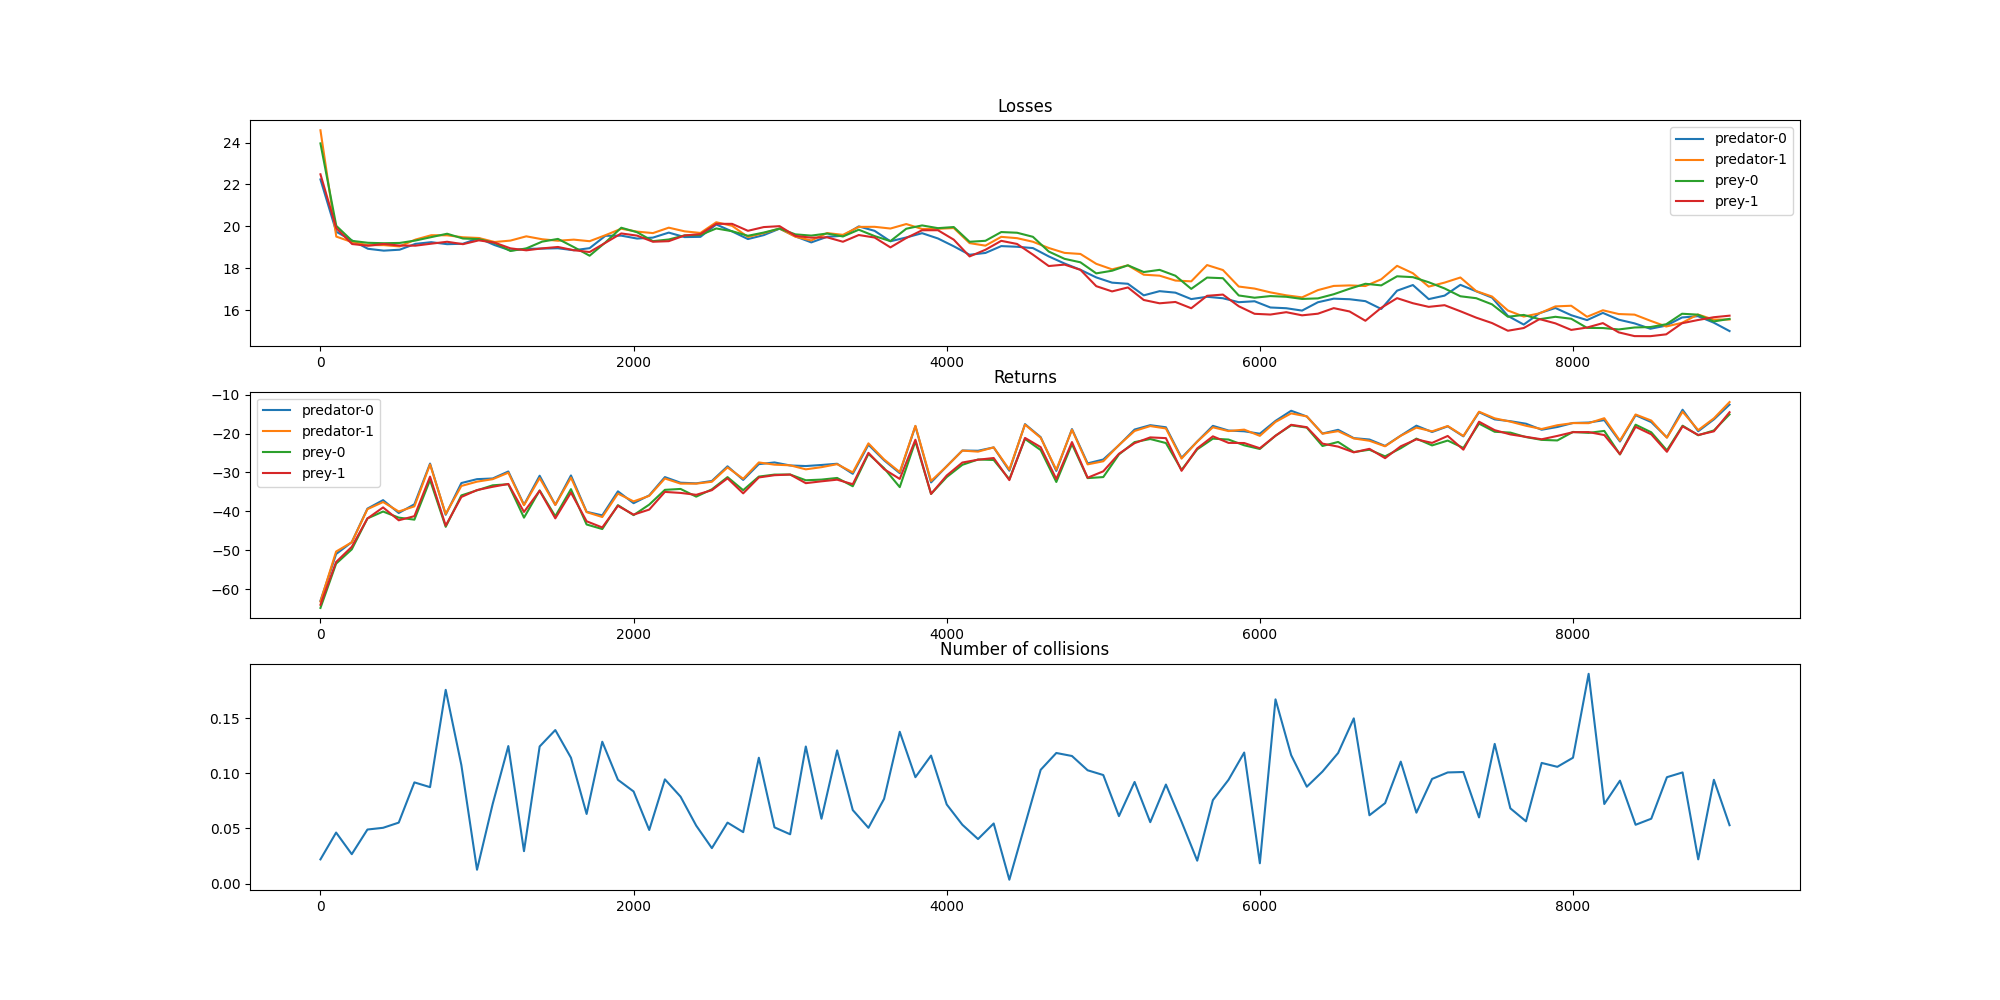 Losses
24
22
20
18
16
predator-0
predator-1
prey-0
prey-1
0 2000 4000 6000 8000
Returns
−10
−20
−30
−40
−50
−60
predator-0
predator-1
prey-0
prey-1
0 2000 4000 6000 8000
Number of collisions
0.15
0.10
0.05
0.00
0 2000 4000 6000 8000